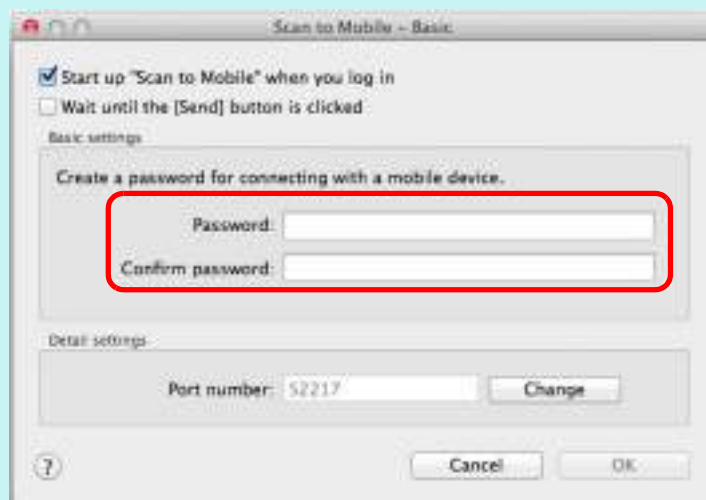 Scan to Mobile – Basic
Start up "Scan to Mobile" when you log in
Wait until the [Send] button is clicked
Basic settings
Create a password for connecting with a mobile device.
Password:
Confirm password:
Detail settings
Port number: 52217 Change
? Cancel OK